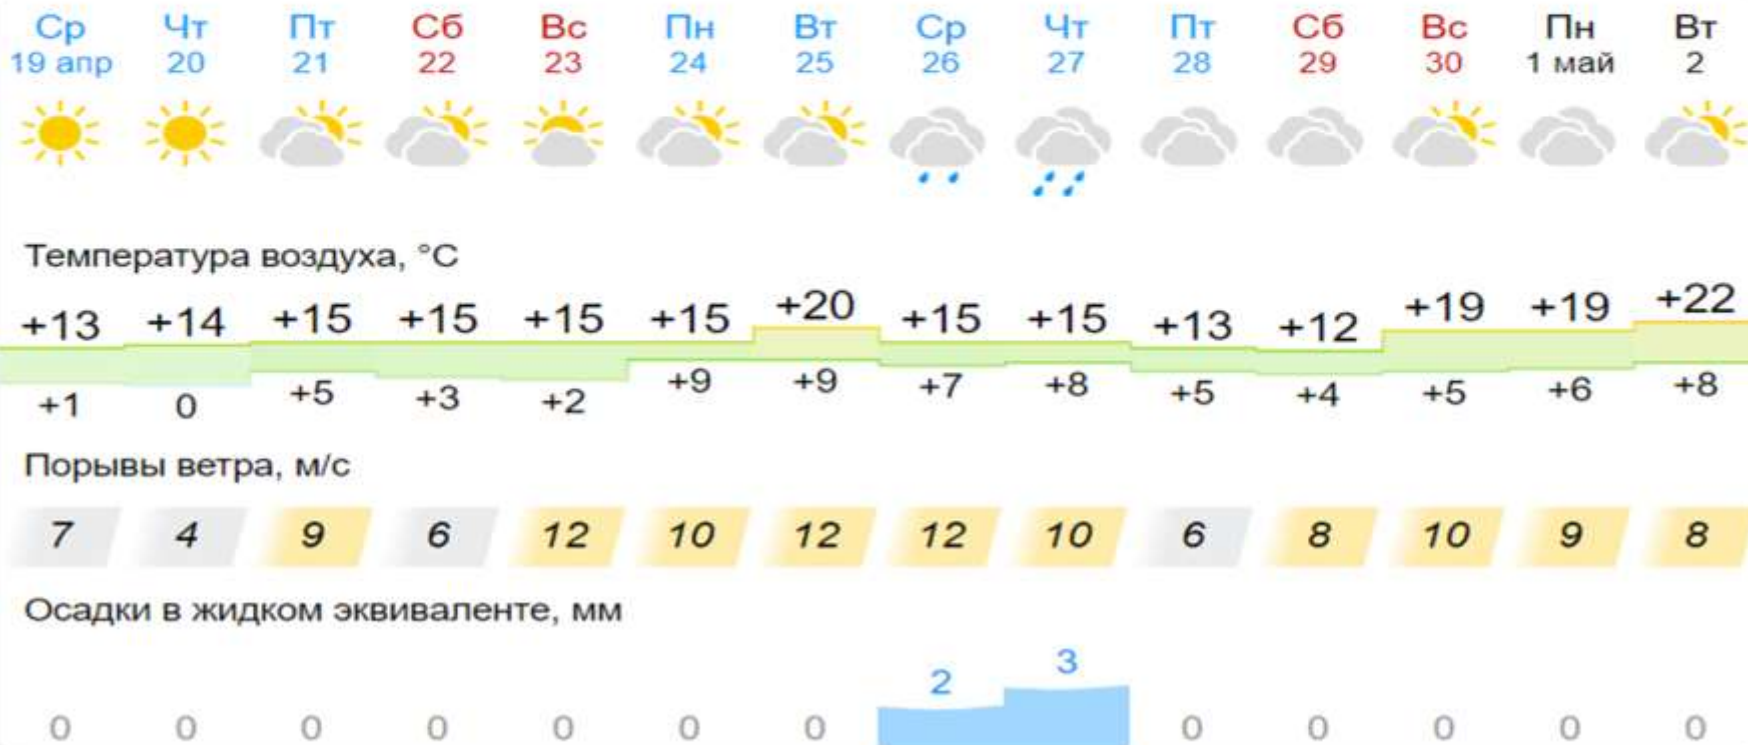 Ср Чт Пт Сб Вс Пн Вт Ср Чт Пт Сб Вс Пн Вт
19 апр 20 21 22 23 24 25 26 27 28 29 30 1 май 2
Температура воздуха, °C
+13 +14 +15 +15 +15 +15 +20 +15 +15 +13 +12 +19 +19 +22
+1 0 +5 +3 +2 +9 +9 +7 +8 +5 +4 +5 +6 +8
Порывы ветра, м/с
7 4 9 6 12 10 12 12 10 6 8 10 9 8
Осадки в жидком эквиваленте, мм
0 0 0 0 0 0 0 2 3 0 0 0 0 0